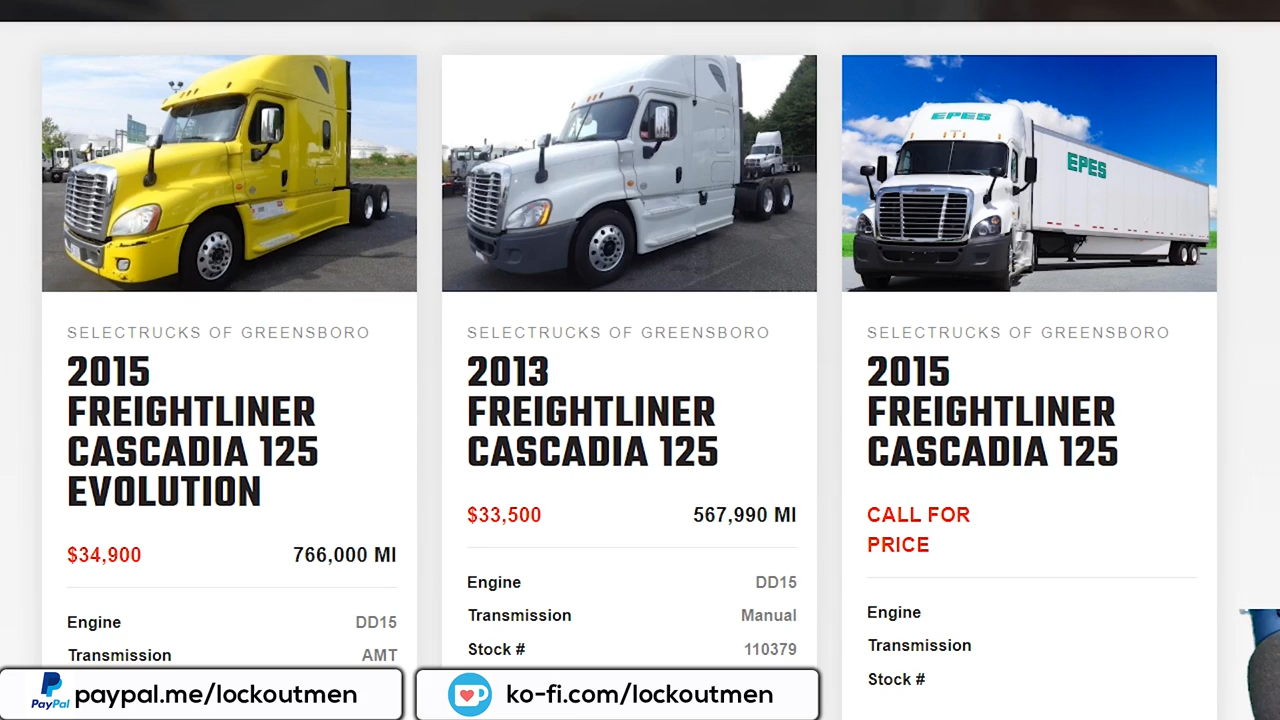 EPES
EPES
SELECTRUCKS OF GREENSBORO
2015
FREIGHTLINER
CASCADIA 125
EVOLUTION
$34,900 766,000 MI
Engine DD15
Transmission AMT
SELECTRUCKS OF GREENSBORO
2013
FREIGHTLINER
CASCADIA 125
$33,500 567,990 MI
Engine DD15
Transmission Manual
Stock # 110379
SELECTRUCKS OF GREENSBORO
2015
FREIGHTLINER
CASCADIA 125
CALL FOR
PRICE
Engine
Transmission
Stock #
PayPal paypal.me/lockoutmen
ko-fi.com/lockoutmen